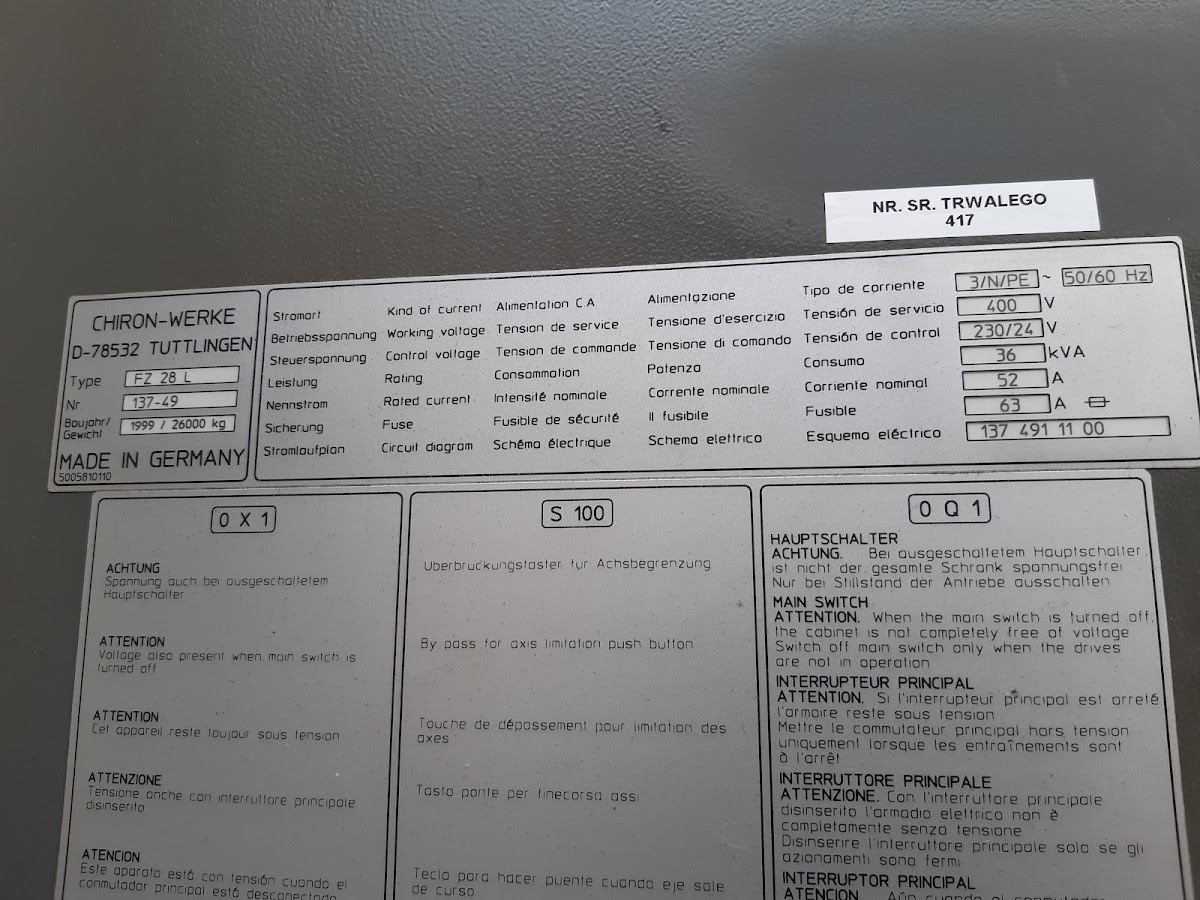 NR. SR. TRWALEGO
417
CHIRON-WERKE
D-78532 TUTTLINGEN
Type FZ 28 L
Nr 137-49
Baujahr/
Gewicht 1999 / 26000 kg
MADE IN GERMANY
5005810110
Stromart Kind of current Alimentation C.A. Alimentazione Tipo de corriente 3/N/PE ~ 50/60 Hz
Betriebsspannung Working voltage Tension de service Tensione d'esercizio Tensión de servicio 400 V
Steuerspannung Control voltage Tension de commande Tensione di comando Tensión de control 230/24 V
Leistung Rating Consommation Potenza Consumo 36 kVA
Nennstrom Rated current Intensité nominale Corrente nominale Corriente nominal 52 A
Sicherung Fuse Fusible de sécurité Il fusibile Fusible 63 A
Stromlaufplan Circuit diagram Schéma électrique Schema elettrico Esquema eléctrico 137 491 11 00
0 X 1
ACHTUNG
Spannung auch bei ausgeschaltetem
Hauptschalter
ATTENTION
Voltage also present when main switch is
turned off
ATTENTION
Cet appareil reste toujour sous tension
ATTENZIONE
Tensione anche con interruttore principale
disinserito
ATENCION
Este aparato está con tensión cuando el
conmutador principal está desconectado
S 100
Uberbruckungstaster fur Achsbegrenzung
By pass for axis limitation push button
Touche de dépassement pour limitation des
axes
Tasto ponte per finecorsa assi
Tecla para hacer puente cuando eje sale
de curso
0 Q 1
HAUPTSCHALTER
ACHTUNG. Bei ausgeschaltetem Hauptschalter
ist nicht der gesamte Schrank spannungsfrei
Nur bei Stillstand der Antriebe ausschalten
MAIN SWITCH
ATTENTION. When the main switch is turned off,
the cabinet is not completely free of voltage
Switch off main switch only when the drives
are not in operation
INTERRUPTEUR PRINCIPAL
ATTENTION. Si l'interrupteur principal est arreté
l'armoire reste sous tension
Mettre le commutateur principal hors tension
uniquement lorsque les entraînements sont
à l'arrêt
INTERRUTTORE PRINCIPALE
ATTENZIONE. Con l'interruttore principale
disinserito l'armadio elettrico non è
completamente senza tensione
Disinserire l'interruttore principale solo se gli
azionamenti sono fermi
INTERRUPTOR PRINCIPAL
ATENCION. Aún cuando el conmutador